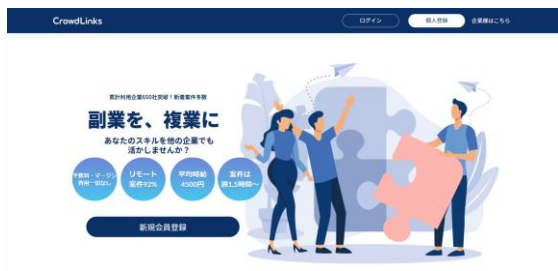 CrowdLinks
ログイン
個人登録
企業様はこちら
累計利用企業650社突破！新着案件多数
副業を、複業に
あなたのスキルを他の企業でも
活かしませんか？
手数料・マージン
費用一切なし
リモート
案件92%
平均時給
4500円
案件は
週1.5時間〜
新規会員登録